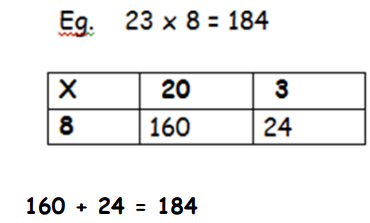 Eg. 23 x 8 = 184
X 20 3
8 160 24
160 + 24 = 184